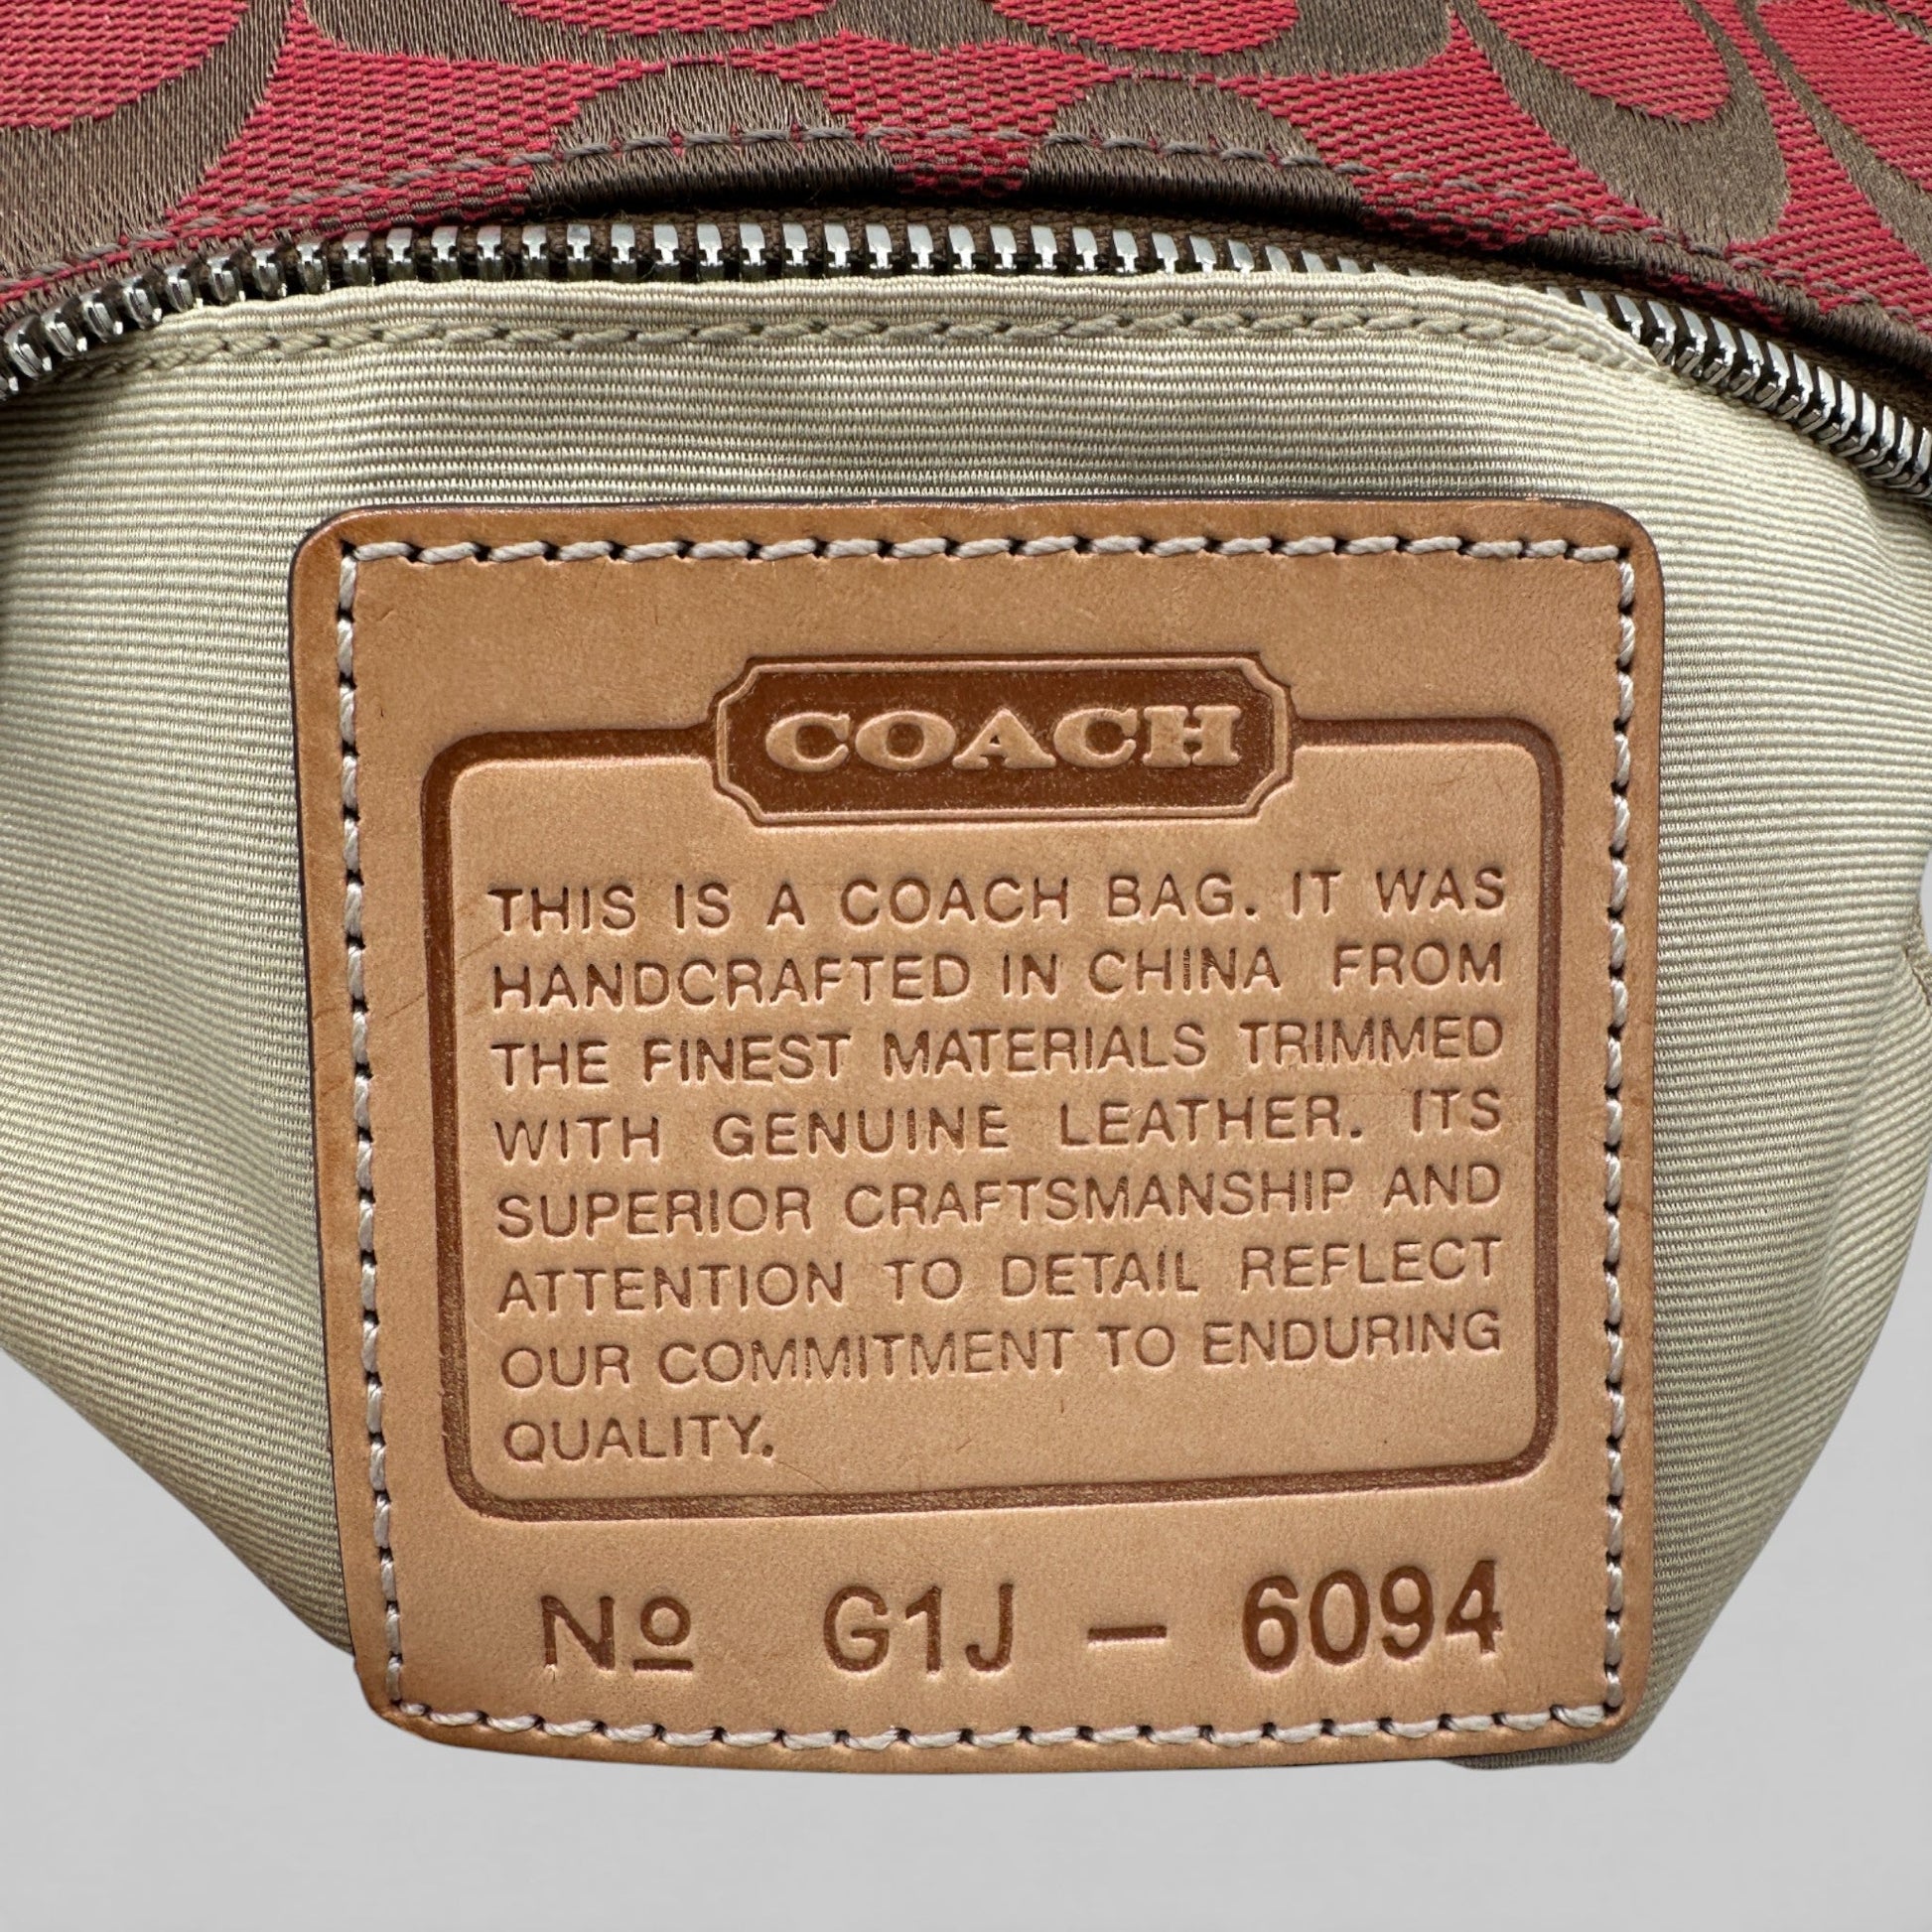 COACH
THIS IS A COACH BAG. IT WAS
HANDCRAFTED IN CHINA FROM
THE FINEST MATERIALS TRIMMED
WITH GENUINE LEATHER. ITS
SUPERIOR CRAFTSMANSHIP AND
ATTENTION TO DETAIL REFLECT
OUR COMMITMENT TO ENDURING
QUALITY.
Nº G1J – 6094